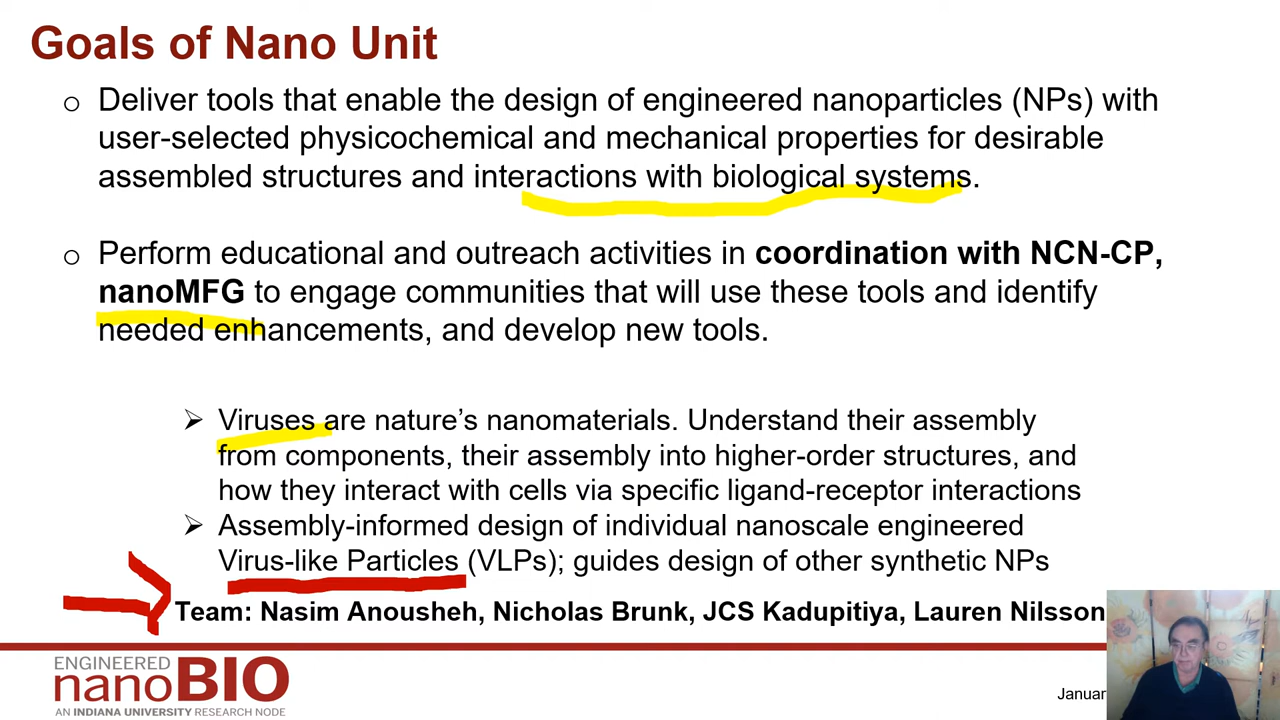 Goals of Nano Unit
o Deliver tools that enable the design of engineered nanoparticles (NPs) with
user-selected physicochemical and mechanical properties for desirable
assembled structures and interactions with biological systems.
o Perform educational and outreach activities in coordination with NCN-CP,
nanoMFG to engage communities that will use these tools and identify
needed enhancements, and develop new tools.
➢ Viruses are nature’s nanomaterials. Understand their assembly
from components, their assembly into higher-order structures, and
how they interact with cells via specific ligand-receptor interactions
➢ Assembly-informed design of individual nanoscale engineered
Virus-like Particles (VLPs); guides design of other synthetic NPs
Team: Nasim Anousheh, Nicholas Brunk, JCS Kadupitiya, Lauren Nilsson
ENGINEERED
nanoBIO
AN INDIANA UNIVERSITY RESEARCH NODE